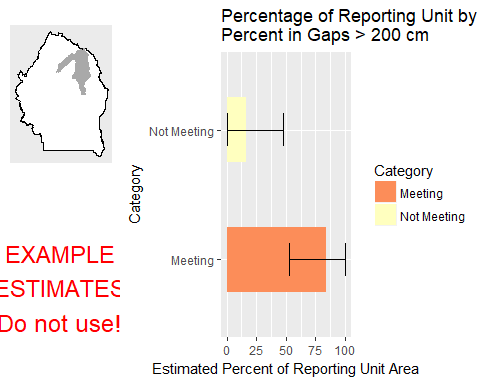 Percentage of Reporting Unit by
Percent in Gaps > 200 cm
Not Meeting
Meeting
Category
0 25 50 75 100
Estimated Percent of Reporting Unit Area
Category
Meeting
Not Meeting
EXAMPLE
ESTIMATES
Do not use!